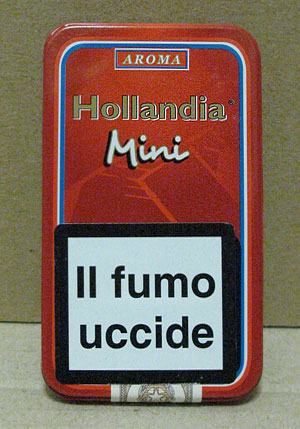 AROMA
Hollandia®
Mini
Il fumo
uccide